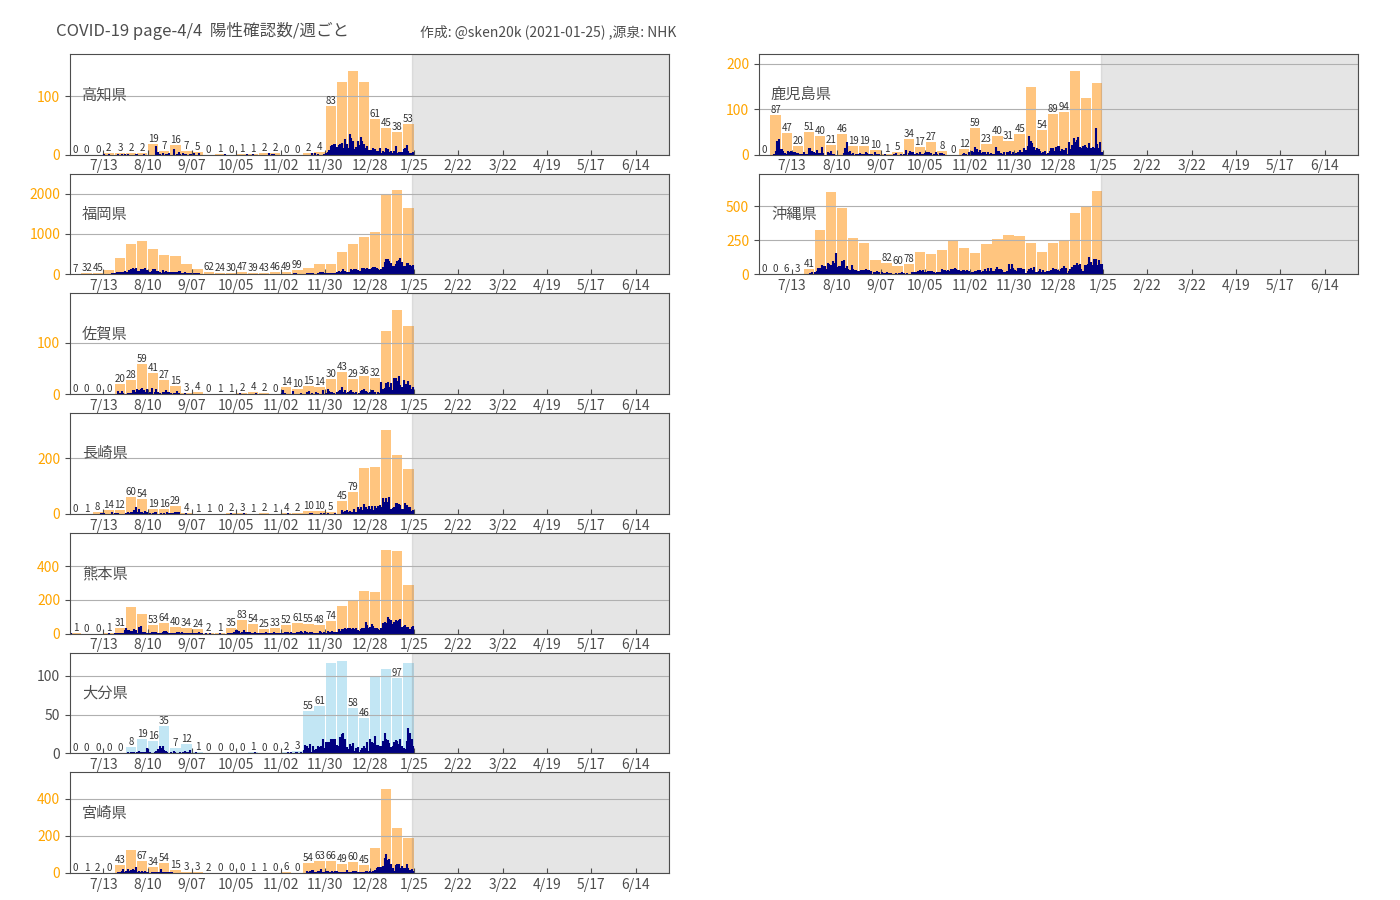 COVID-19 page-4/4 陽性確認数/週ごと
作成: @sken20k (2021-01-25) ,源泉: NHK
高知県
100
0
0 0 0 2 3 2 2 19 7 16 7 5 0 1 0 1 1 2 2 0 0 2 4 83 61 45 38 53
7/13 8/10 9/07 10/05 11/02 11/30 12/28 1/25 2/22 3/22 4/19 5/17 6/14
福岡県
2000
1000
0
7 32 45 62 24 30 47 39 43 46 49 99
7/13 8/10 9/07 10/05 11/02 11/30 12/28 1/25 2/22 3/22 4/19 5/17 6/14
佐賀県
100
0
0 0 0 0 20 28 59 41 27 15 3 4 0 1 1 2 4 2 0 14 10 15 14 30 43 29 36 32
7/13 8/10 9/07 10/05 11/02 11/30 12/28 1/25 2/22 3/22 4/19 5/17 6/14
長崎県
200
0
0 1 8 14 12 60 54 19 16 29 4 1 1 0 2 3 1 2 1 4 2 10 10 5 45 79
7/13 8/10 9/07 10/05 11/02 11/30 12/28 1/25 2/22 3/22 4/19 5/17 6/14
熊本県
400
200
0
1 0 0 1 31 53 64 40 34 24 2 1 35 83 54 25 33 52 61 55 48 74
7/13 8/10 9/07 10/05 11/02 11/30 12/28 1/25 2/22 3/22 4/19 5/17 6/14
大分県
100
50
0
0 0 0 0 0 8 19 16 35 7 12 1 0 0 0 0 1 0 0 2 3 55 61 58 46 97
7/13 8/10 9/07 10/05 11/02 11/30 12/28 1/25 2/22 3/22 4/19 5/17 6/14
宮崎県
400
200
0
0 1 2 0 43 67 34 54 15 3 3 2 0 0 0 1 1 0 6 0 54 63 66 49 60 45
7/13 8/10 9/07 10/05 11/02 11/30 12/28 1/25 2/22 3/22 4/19 5/17 6/14
鹿児島県
200
100
0
0 87 47 20 51 40 21 46 19 19 10 1 5 34 17 27 8 0 12 59 23 40 31 45 54 89 94
7/13 8/10 9/07 10/05 11/02 11/30 12/28 1/25 2/22 3/22 4/19 5/17 6/14
沖縄県
500
250
0
0 0 6 3 41 82 60 78
7/13 8/10 9/07 10/05 11/02 11/30 12/28 1/25 2/22 3/22 4/19 5/17 6/14